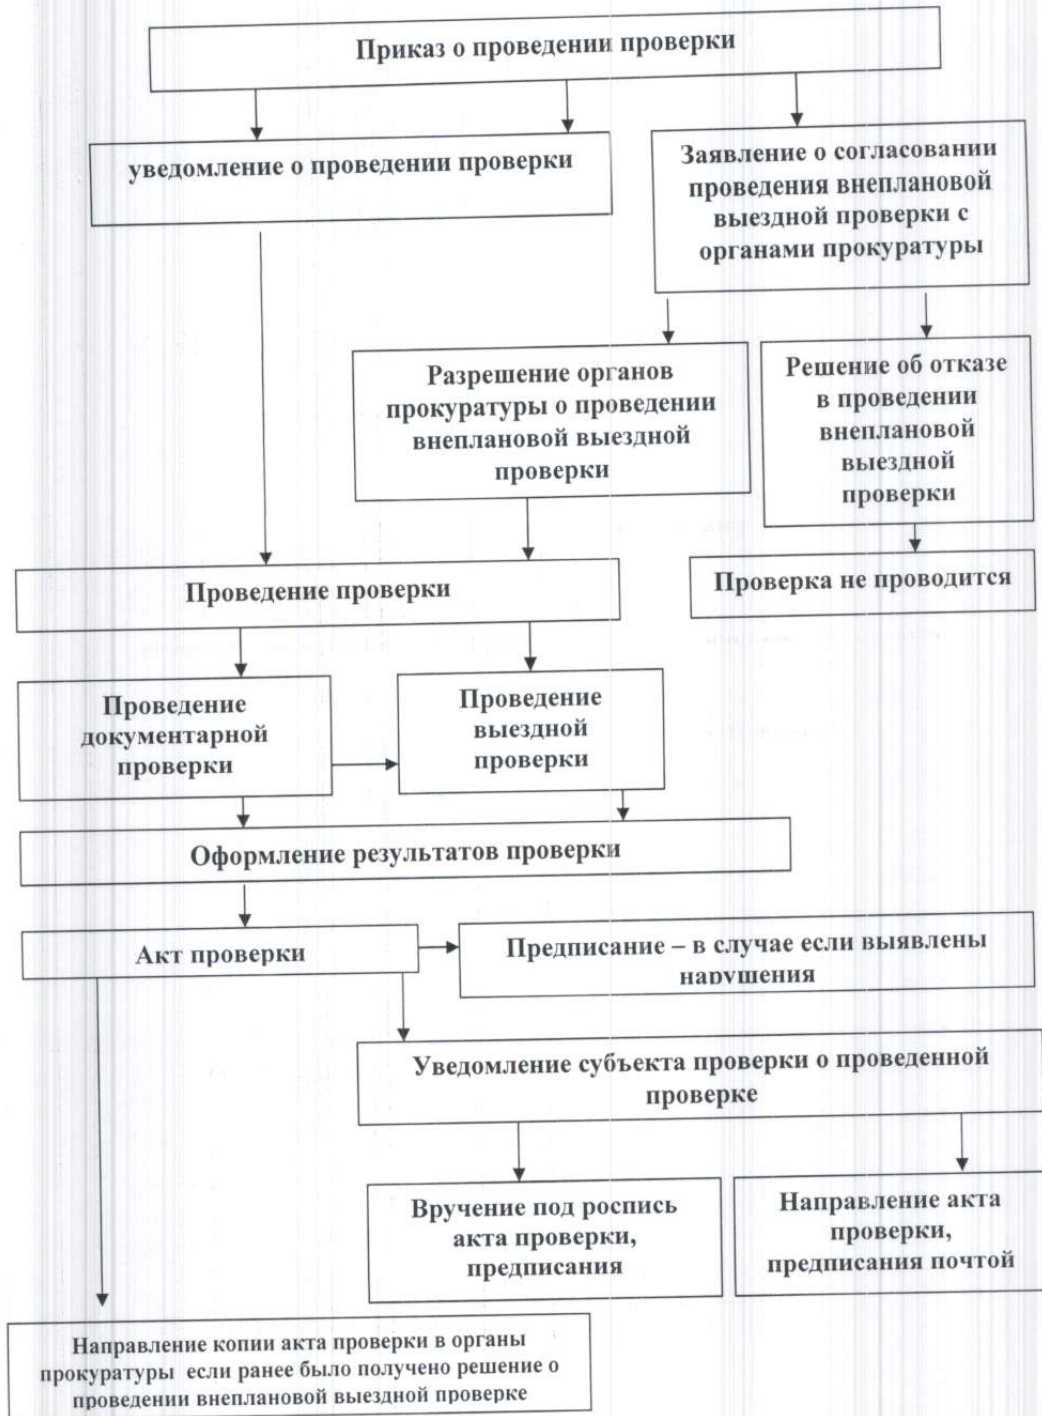 Приказ о проведении проверки
уведомление о проведении проверки
Заявление о согласовании
проведения внеплановой
выездной проверки с
органами прокуратуры
Разрешение органов
прокуратуры о проведении
внеплановой выездной
проверки
Решение об отказе
в проведении
внеплановой
выездной
проверки
Проведение проверки
Проверка не проводится
Проведение
документарной
проверки
Проведение
выездной
проверки
Оформление результатов проверки
Акт проверки
Предписание – в случае если выявлены
нарушения
Уведомление субъекта проверки о проведенной
проверке
Вручение под роспись
акта проверки,
предписания
Направление акта
проверки,
предписания почтой
Направление копии акта проверки в органы
прокуратуры если ранее было получено решение о
проведении внеплановой выездной проверке